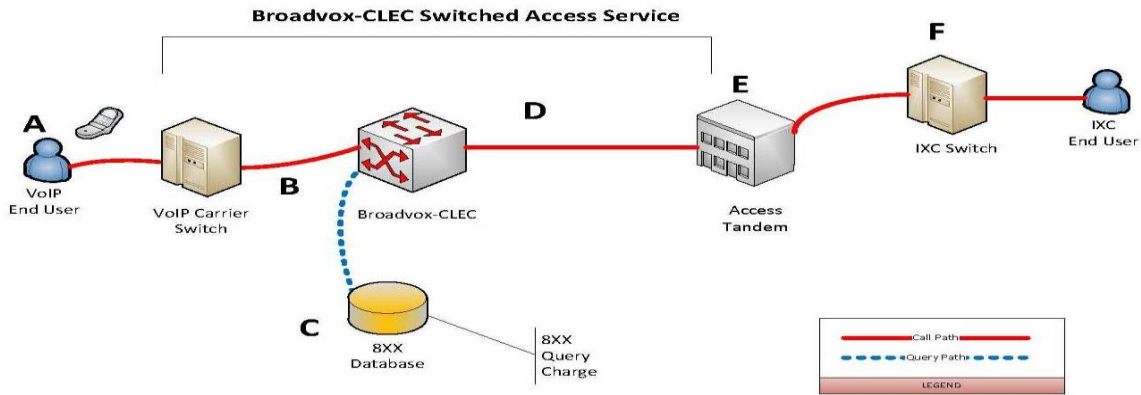 Broadvox-CLEC Switched Access Service
F
E
A
D
IXC
End User
IXC Switch
B
VoIP
End User
VoIP Carrier
Switch
Broadvox-CLEC
Access
Tandem
C
8XX
Database
8XX
Query
Charge
Call Path
Query Path
LEGEND